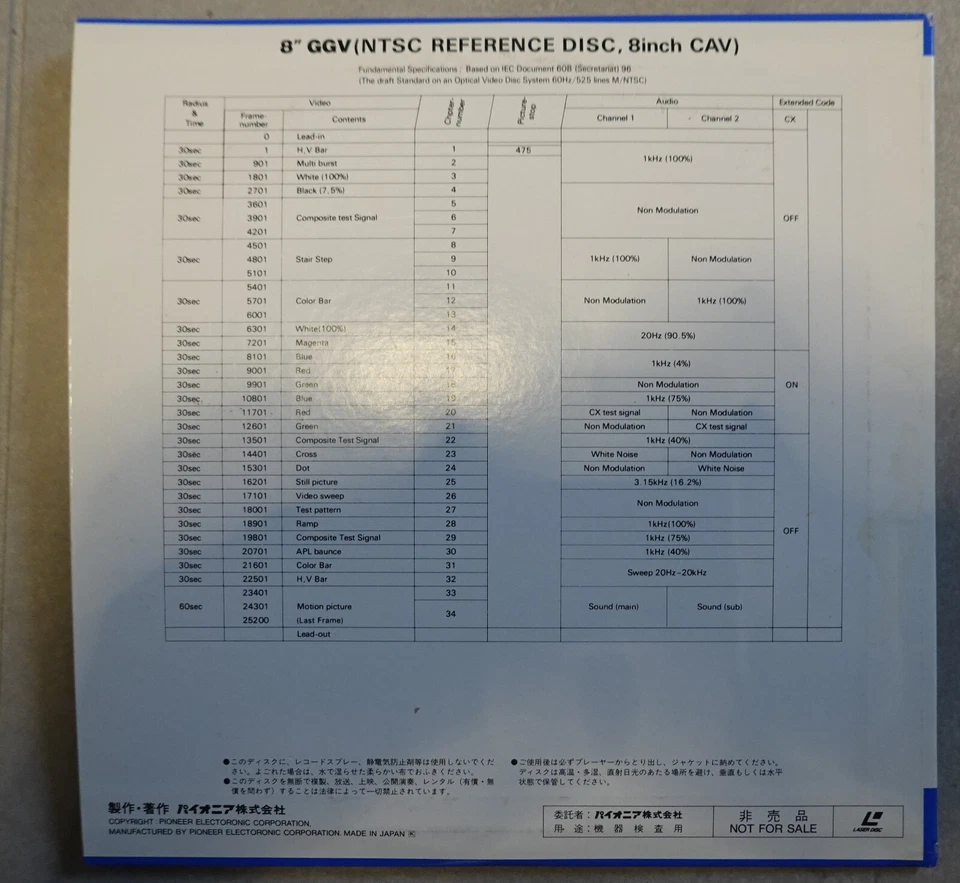 8" GGV(NTSC REFERENCE DISC, 8inch CAV)
Fundamental Specifications : Based on IEC Document 60B (Secretariat) 96
(The draft Standard on an Optical Video Disc System 60Hz/525 lines M/NTSC)
Radius & Time Video Chapter-number Picture-stop Audio Extended Code
Frame-number Contents Channel 1 Channel 2 CX
0 Lead-in
30sec 1 H,V Bar 1 475 1kHz (100%)
30sec 901 Multi burst 2
30sec 1801 White (100%) 3
30sec 2701 Black (7.5%) 4
3601 5 Non Modulation
30sec 3901 Composite test Signal 6 OFF
4201 7
4501 8
30sec 4801 Stair Step 9 1kHz (100%) Non Modulation
5101 10
5401 11
30sec 5701 Color Bar 12 Non Modulation 1kHz (100%)
6001 13
30sec 6301 White(100%) 14 20Hz (90.5%)
30sec 7201 Magenta 15
30sec 8101 Blue 16 1kHz (4%)
30sec 9001 Red 17
30sec 9901 Green 18 Non Modulation ON
30sec 10801 Blue 19 1kHz (75%)
30sec 11701 Red 20 CX test signal Non Modulation
30sec 12601 Green 21 Non Modulation CX test signal
30sec 13501 Composite Test Signal 22 1kHz (40%)
30sec 14401 Cross 23 White Noise Non Modulation
30sec 15301 Dot 24 Non Modulation White Noise
30sec 16201 Still picture 25 3.15kHz (16.2%)
30sec 17101 Video sweep 26 Non Modulation
30sec 18001 Test pattern 27
30sec 18901 Ramp 28 1kHz(100%) OFF
30sec 19801 Composite Test Signal 29 1kHz (75%)
30sec 20701 APL baunce 30 1kHz (40%)
30sec 21601 Color Bar 31 Sweep 20Hz~20kHz
30sec 22501 H,V Bar 32
23401 33
60sec 24301 Motion picture 34 Sound (main) Sound (sub)
25200 (Last Frame)
Lead-out
●このディスクに、レコードスプレー、静電気防止剤等は使用しないでくだ
さい。よごれた場合は、水で湿らせた柔らかい布でおふきください。
●このディスクを無断で複製、放送、上映、公開演奏、レンタル(有償・無
償を問わず)することは法律によって一切禁止されています。
●ご使用後は必ずプレーヤーからとり出し、ジャケットに納めてください。
ディスクは高温・多湿、直射日光のあたる場所を避け、垂直もしくは水平
状態で保管してください。
製作・著作 パイオニア株式会社
COPYRIGHT : PIONEER ELECTORONIC CORPORATION.
MANUFACTURED BY PIONEER ELECTORONIC CORPORATION. MADE IN JAPAN K
委託者：パイオニア株式会社
用 途：機 器 検 査 用
非 売 品
NOT FOR SALE
LASER DISC